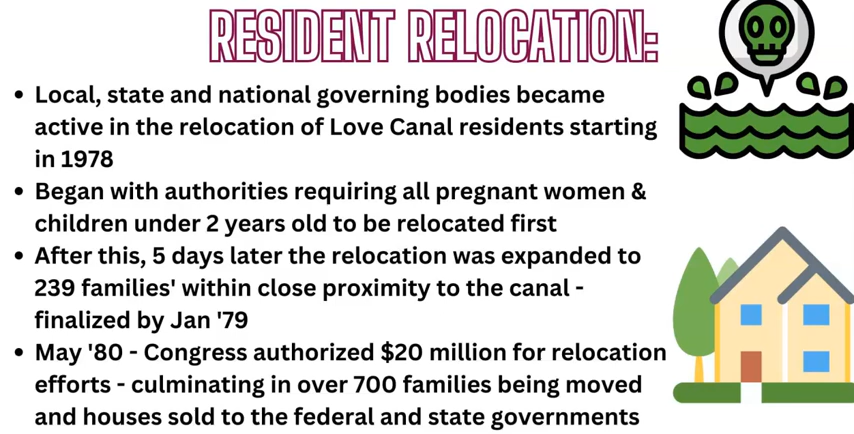 RESIDENT RELOCATION:
• Local, state and national governing bodies became
active in the relocation of Love Canal residents starting
in 1978
• Began with authorities requiring all pregnant women &
children under 2 years old to be relocated first
• After this, 5 days later the relocation was expanded to
239 families' within close proximity to the canal -
finalized by Jan '79
• May '80 - Congress authorized $20 million for relocation
efforts - culminating in over 700 families being moved
and houses sold to the federal and state governments